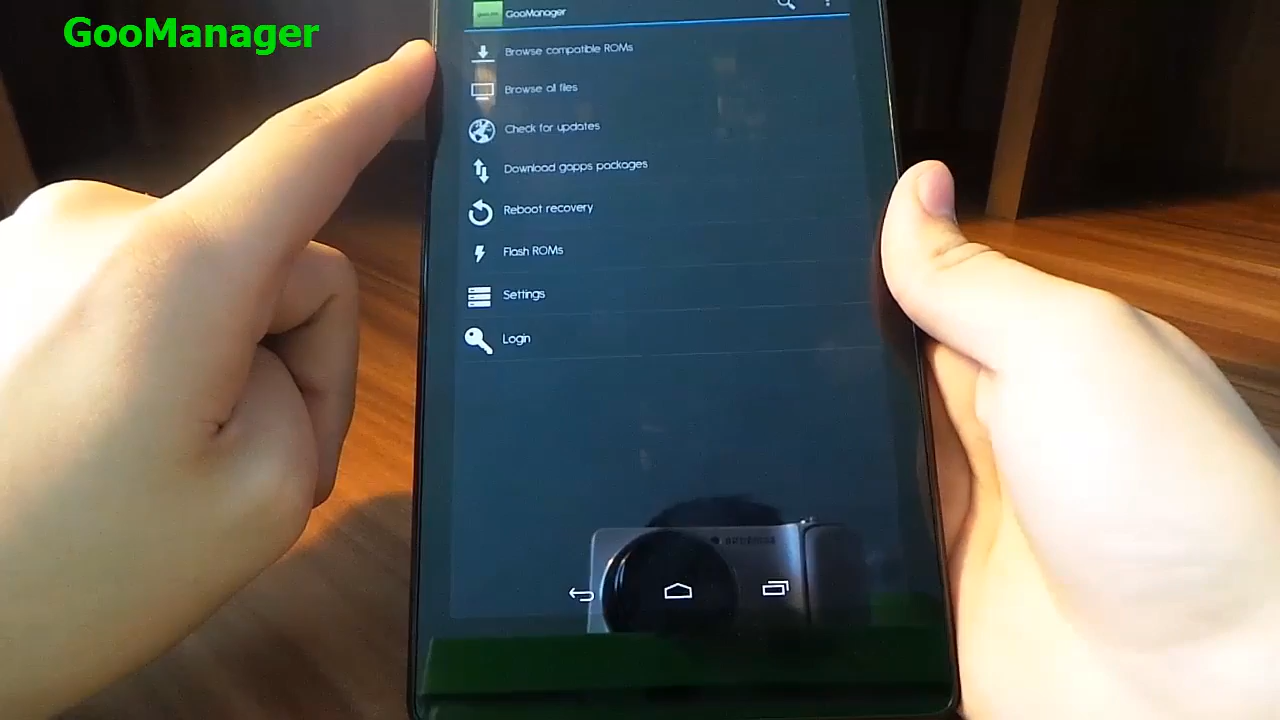 GooManager
GooManager
Browse compatible ROMs
Browse all files
Check for updates
Download gapps packages
Reboot recovery
Flash ROMs
Settings
Login